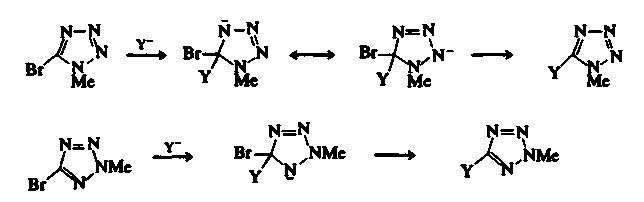 N N Y⁻ N⁻ N N=N N N
Br N N Br N Br N⁻ Y N N
Me Y Me Y Me Me
N=N Y⁻ N=N N=N
Br NMe N Br NMe Y N⁻ Y NMe N